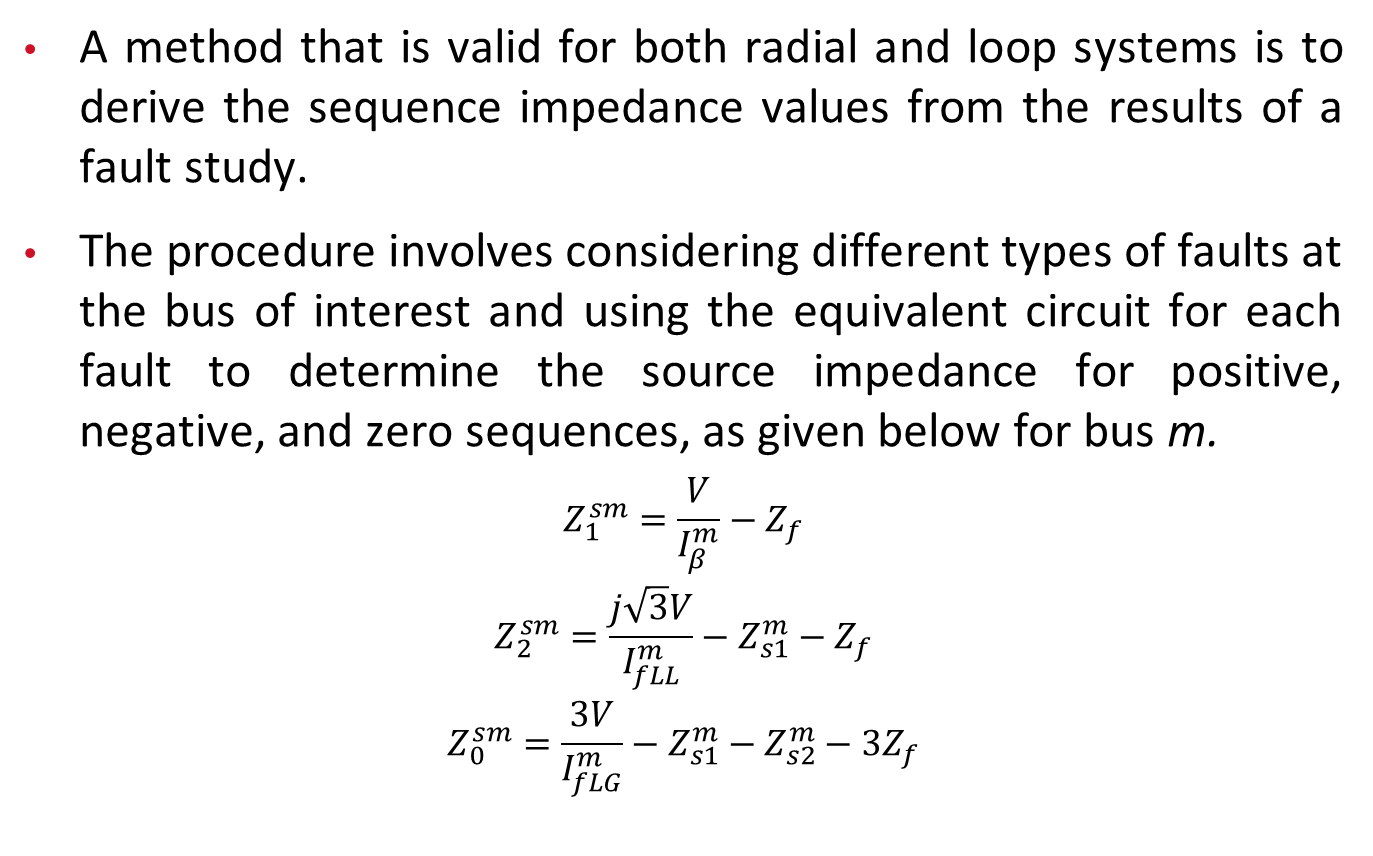 • A method that is valid for both radial and loop systems is to
derive the sequence impedance values from the results of a
fault study.
• The procedure involves considering different types of faults at
the bus of interest and using the equivalent circuit for each
fault to determine the source impedance for positive,
negative, and zero sequences, as given below for bus m.
Z_1^{sm} = \frac{V}{I_β^m} − Z_f
Z_2^{sm} = \frac{j√3V}{I_{fLL}^m} − Z_{s1}^m − Z_f
Z_0^{sm} = \frac{3V}{I_{fLG}^m} − Z_{s1}^m − Z_{s2}^m − 3Z_f